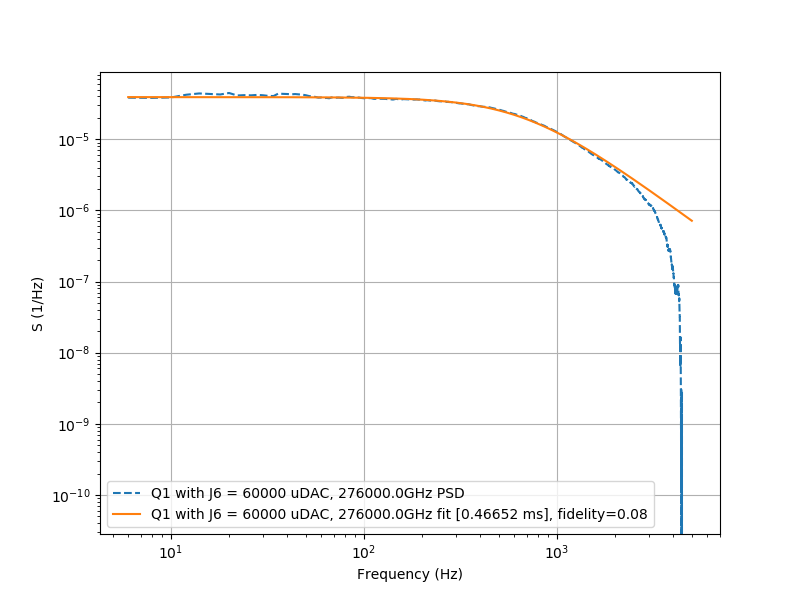 S (1/Hz)
10⁻⁵
10⁻⁶
10⁻⁷
10⁻⁸
10⁻⁹
10⁻¹⁰
Q1 with J6 = 60000 uDAC, 276000.0GHz PSD
Q1 with J6 = 60000 uDAC, 276000.0GHz fit [0.46652 ms], fidelity=0.08
10¹ 10² 10³
Frequency (Hz)